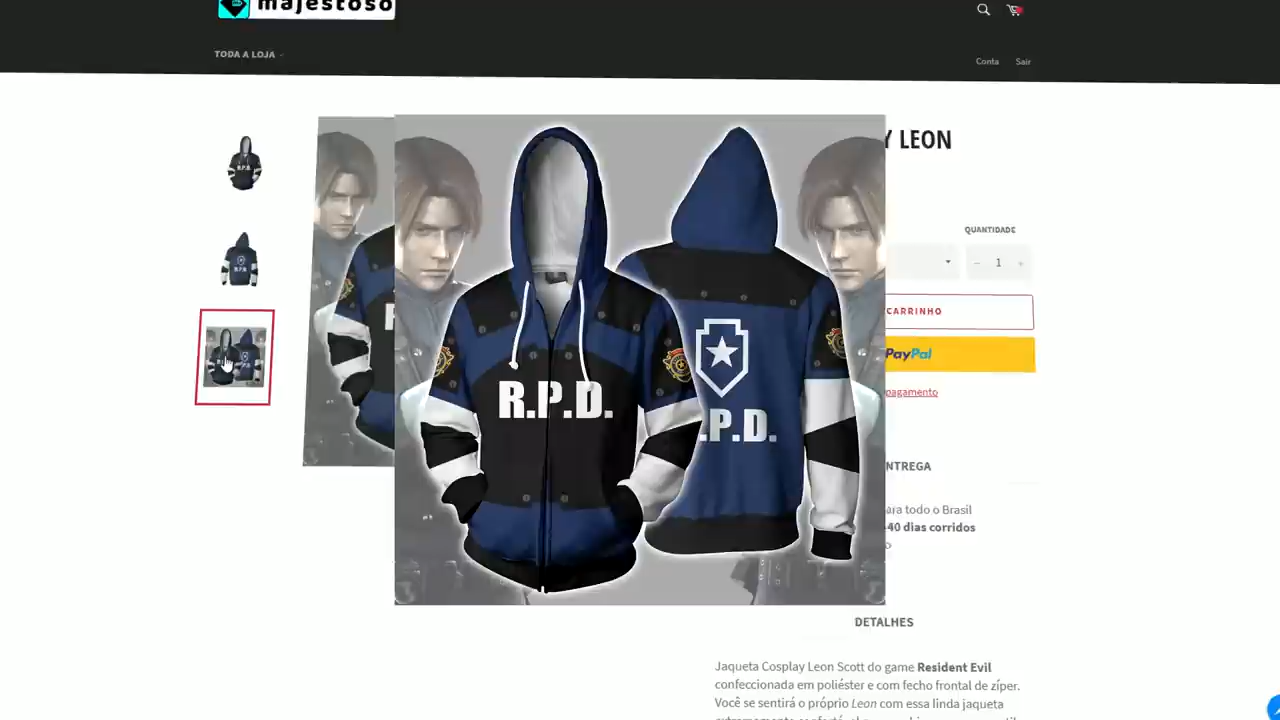 majestoso
TODA A LOJA
Conta Sair
Y LEON
QUANTIDADE
− 1 +
CARRINHO
PayPal
pagamento
R.P.D.
.P.D.
R.P.D.
R.P.D.
NTREGA
ara todo o Brasil
40 dias corridos
DETALHES
Jaqueta Cosplay Leon Scott do game Resident Evil
confeccionada em poliéster e com fecho frontal de zíper.
Você se sentirá o próprio Leon com essa linda jaqueta